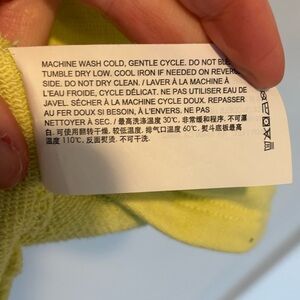 MACHINE WASH COLD, GENTLE CYCLE. DO NOT
TUMBLE DRY LOW. COOL IRON IF NEEDED ON
SIDE. DO NOT DRY CLEAN. / LAVER À LA MACHINE À
L'EAU FROIDE, CYCLE DÉLICAT. NE PAS UTILISER EAU DE
JAVEL. SÉCHER À LA MACHINE CYCLE DOUX. REPASSER
AU FER DOUX SI BESOIN, À L'ENVERS. NE PAS
NETTOYER À SEC. / 最高洗涤温度 30℃, 非常缓和程序. 不可漂
白. 可使用翻转干燥, 较低温度, 排气口温度 60℃. 熨斗底板最高
温度 110℃. 反面熨烫. 不可干洗.